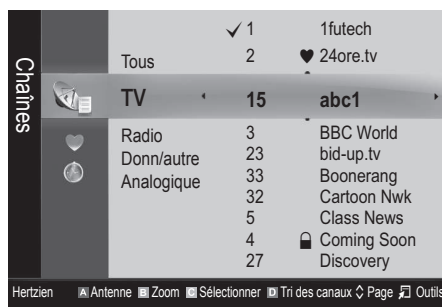 Chaînes
✓ 1 1futech
Tous 2 ♥ 24ore.tv
TV 15 abc1
Radio 3 BBC World
Donn/autre 23 bid-up.tv
Analogique 33 Boonerang
32 Cartoon Nwk
5 Class News
4 Coming Soon
27 Discovery
Hertzien A Antenne B Zoom C Sélectionner D Tri des canaux Page Outils